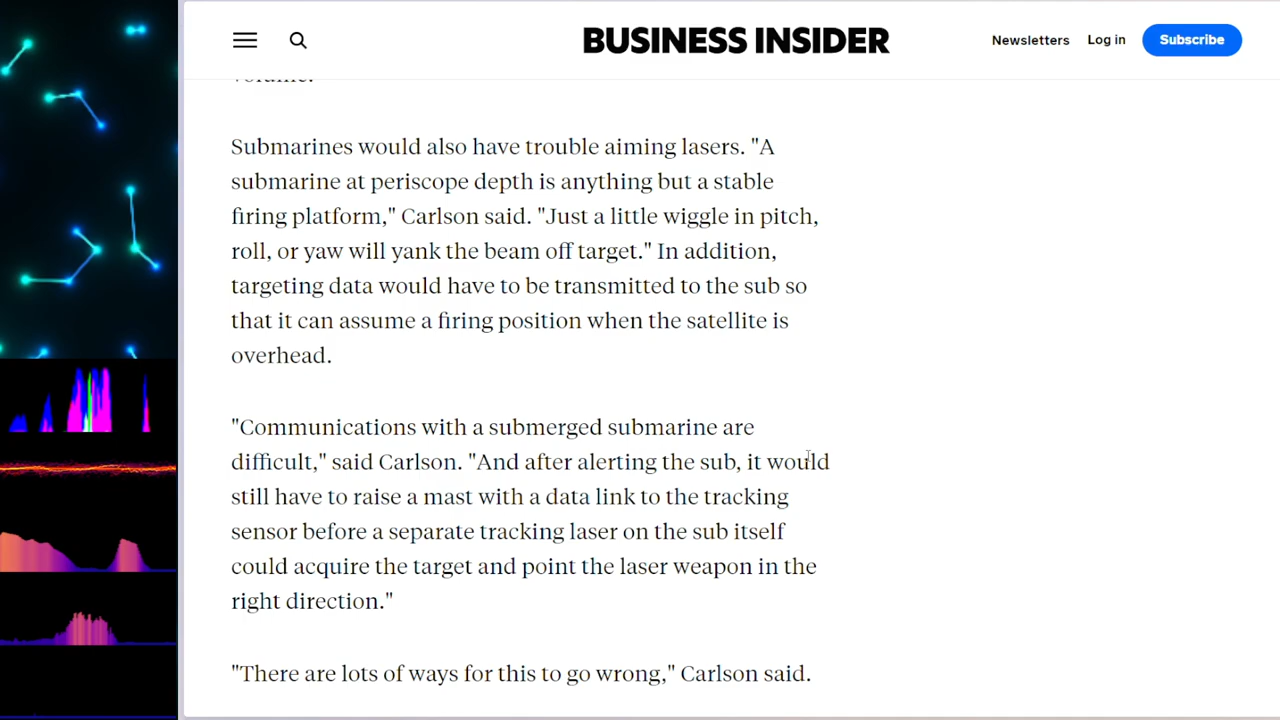 BUSINESS INSIDER
Newsletters
Log in
Subscribe
volume.
Submarines would also have trouble aiming lasers. "A
submarine at periscope depth is anything but a stable
firing platform," Carlson said. "Just a little wiggle in pitch,
roll, or yaw will yank the beam off target." In addition,
targeting data would have to be transmitted to the sub so
that it can assume a firing position when the satellite is
overhead.
"Communications with a submerged submarine are
difficult," said Carlson. "And after alerting the sub, it would
still have to raise a mast with a data link to the tracking
sensor before a separate tracking laser on the sub itself
could acquire the target and point the laser weapon in the
right direction."
"There are lots of ways for this to go wrong," Carlson said.